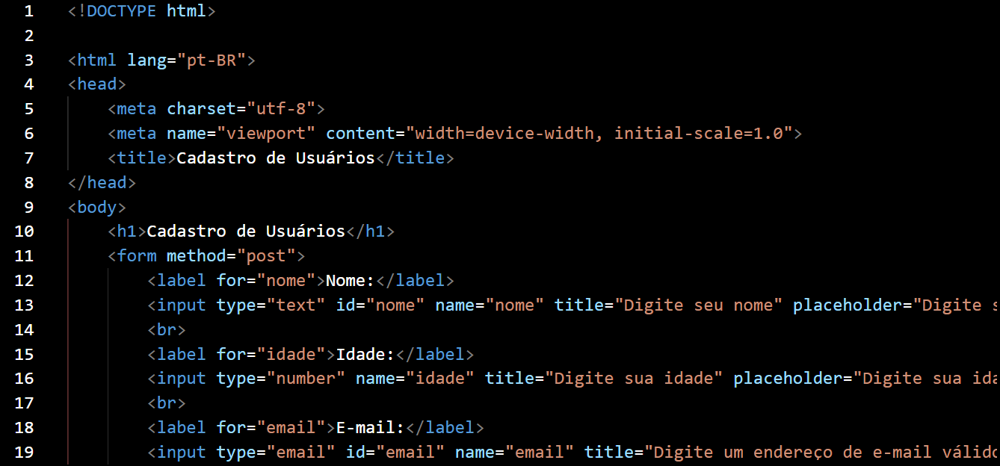 1 <!DOCTYPE html>
2
3 <html lang="pt-BR">
4 <head>
5 <meta charset="utf-8">
6 <meta name="viewport" content="width=device-width, initial-scale=1.0">
7 <title>Cadastro de Usuários</title>
8 </head>
9 <body>
10 <h1>Cadastro de Usuários</h1>
11 <form method="post">
12 <label for="nome">Nome:</label>
13 <input type="text" id="nome" name="nome" title="Digite seu nome" placeholder="Digite
14 <br>
15 <label for="idade">Idade:</label>
16 <input type="number" name="idade" title="Digite sua idade" placeholder="Digite sua
17 <br>
18 <label for="email">E-mail:</label>
19 <input type="email" id="email" name="email" title="Digite um endereço de e-mail